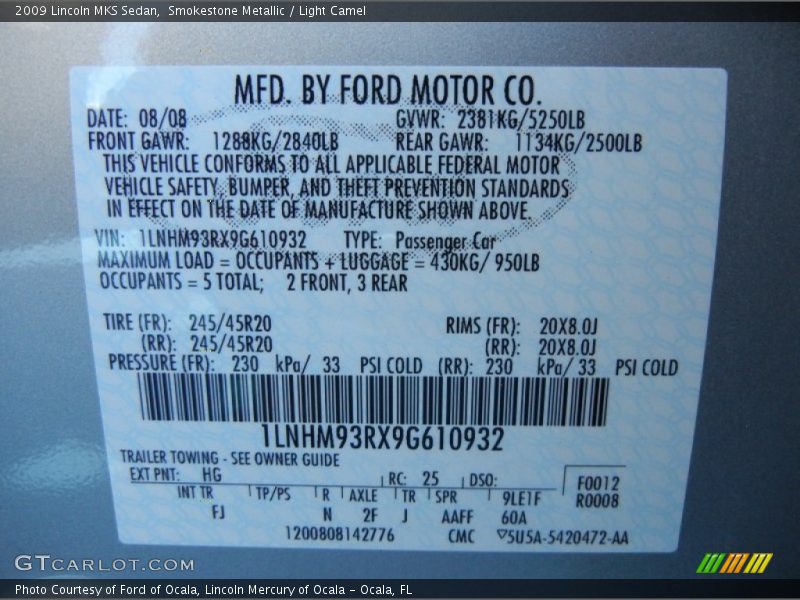 2009 Lincoln MKS Sedan, Smokestone Metallic / Light Camel
MFD. BY FORD MOTOR CO.
DATE: 08/08 GVWR: 2381KG/5250LB
FRONT GAWR: 1288KG/2840LB REAR GAWR: 1134KG/2500LB
THIS VEHICLE CONFORMS TO ALL APPLICABLE FEDERAL MOTOR
VEHICLE SAFETY, BUMPER, AND THEFT PREVENTION STANDARDS
IN EFFECT ON THE DATE OF MANUFACTURE SHOWN ABOVE.
VIN: 1LNHM93RX9G610932 TYPE: Passenger Car
MAXIMUM LOAD = OCCUPANTS + LUGGAGE = 430KG/ 950LB
OCCUPANTS = 5 TOTAL; 2 FRONT, 3 REAR
TIRE (FR): 245/45R20 RIMS (FR): 20X8.0J
(RR): 245/45R20 (RR): 20X8.0J
PRESSURE (FR): 230 kPa/ 33 PSI COLD (RR): 230 kPa/ 33 PSI COLD
1LNHM93RX9G610932
TRAILER TOWING - SEE OWNER GUIDE
EXT PNT: HG RC: 25 DSO: F0012
INT TR TP/PS R AXLE TR SPR 9LE1F R0008
FJ N 2F J AAFF 60A
1200808142776 CMC ▽5U5A-5420472-AA
GTCARLOT.COM
Photo Courtesy of Ford of Ocala, Lincoln Mercury of Ocala - Ocala, FL